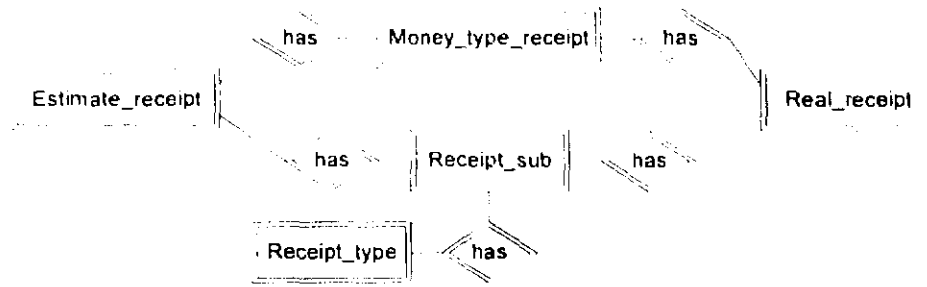 has Money_type_receipt has
Estimate_receipt Real_receipt
has Receipt_sub has
Receipt_type has